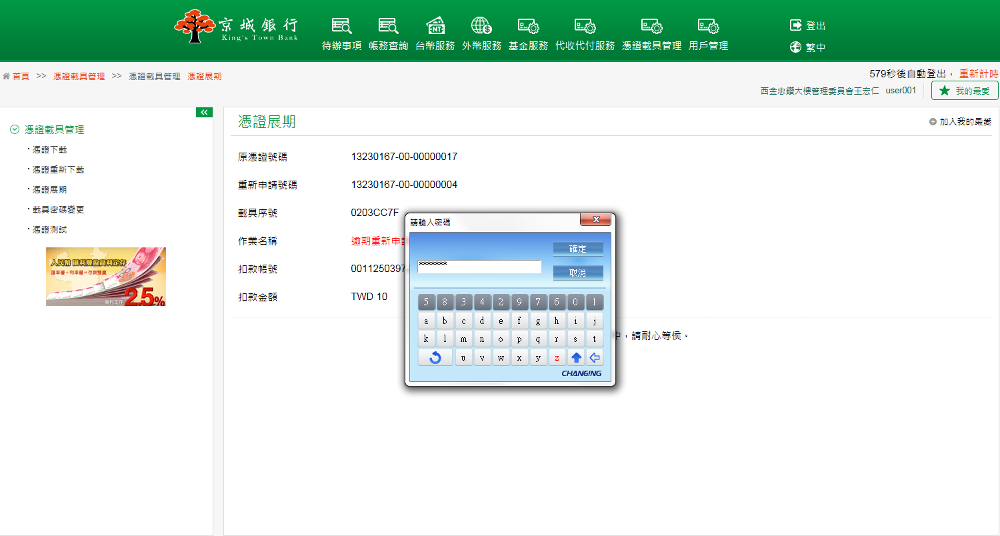 京城銀行
King's Town Bank
待辦事項 帳務查詢 台幣服務 外幣服務 基金服務 代收代付服務 憑證載具管理 用戶管理
登出
繁中
首頁 >> 憑證載具管理 >> 憑證載具管理 憑證展期
579秒後自動登出， 重新計時
西金忠鑽大樓管理委員會王宏仁 user001
我的最愛
憑證載具管理
‧憑證下載
‧憑證重新下載
‧憑證展期
‧載具密碼變更
‧憑證測試
人民幣 匯利雙盈高利定存
匯率優+利率優=存款雙贏
高利定存 2.5%
憑證展期
加入我的最愛
原憑證號碼 13230167-00-00000017
重新申請號碼 13230167-00-00000004
載具序號 0203CC7F
作業名稱 逾期重新申
扣款帳號 0011250397
扣款金額 TWD 10
中，請耐心等侯。
請輸入密碼
確定
*******
取消
5 8 3 4 2 9 7 6 0 1
a b c d e f g h i j
k l m n o p q r s t
u v w x y z
CHANGING